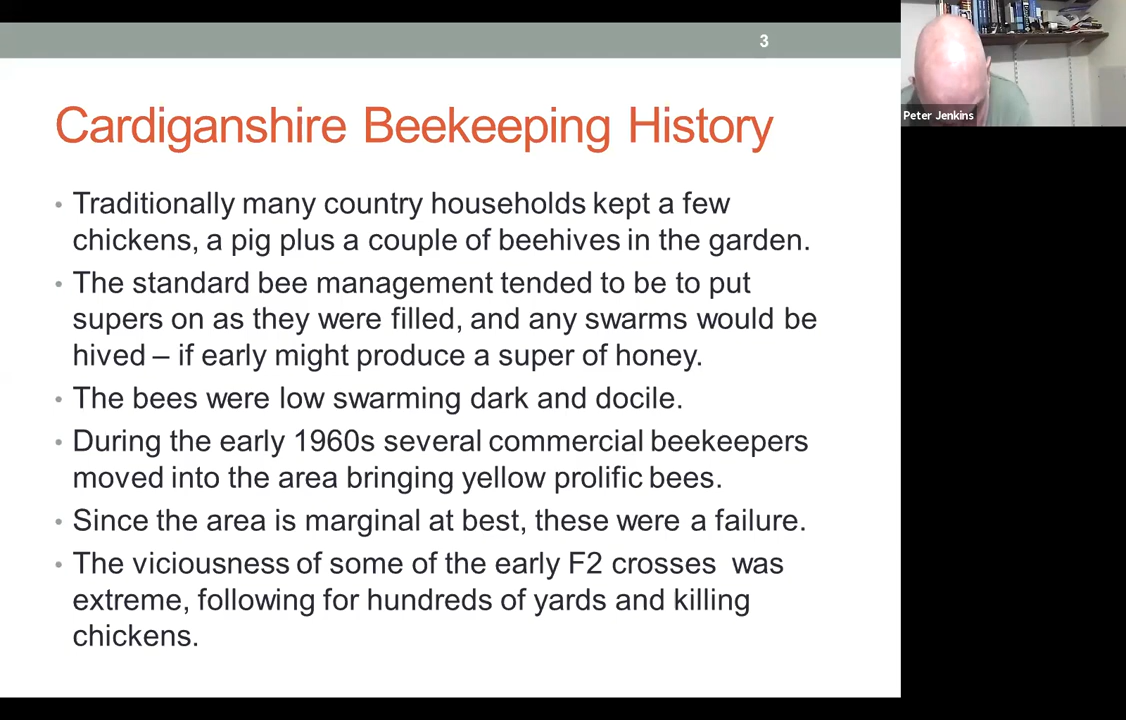 3
Peter Jenkins
Cardiganshire Beekeeping History
• Traditionally many country households kept a few
chickens, a pig plus a couple of beehives in the garden.
• The standard bee management tended to be to put
supers on as they were filled, and any swarms would be
hived – if early might produce a super of honey.
• The bees were low swarming dark and docile.
• During the early 1960s several commercial beekeepers
moved into the area bringing yellow prolific bees.
• Since the area is marginal at best, these were a failure.
• The viciousness of some of the early F2 crosses  was
extreme, following for hundreds of yards and killing
chickens.